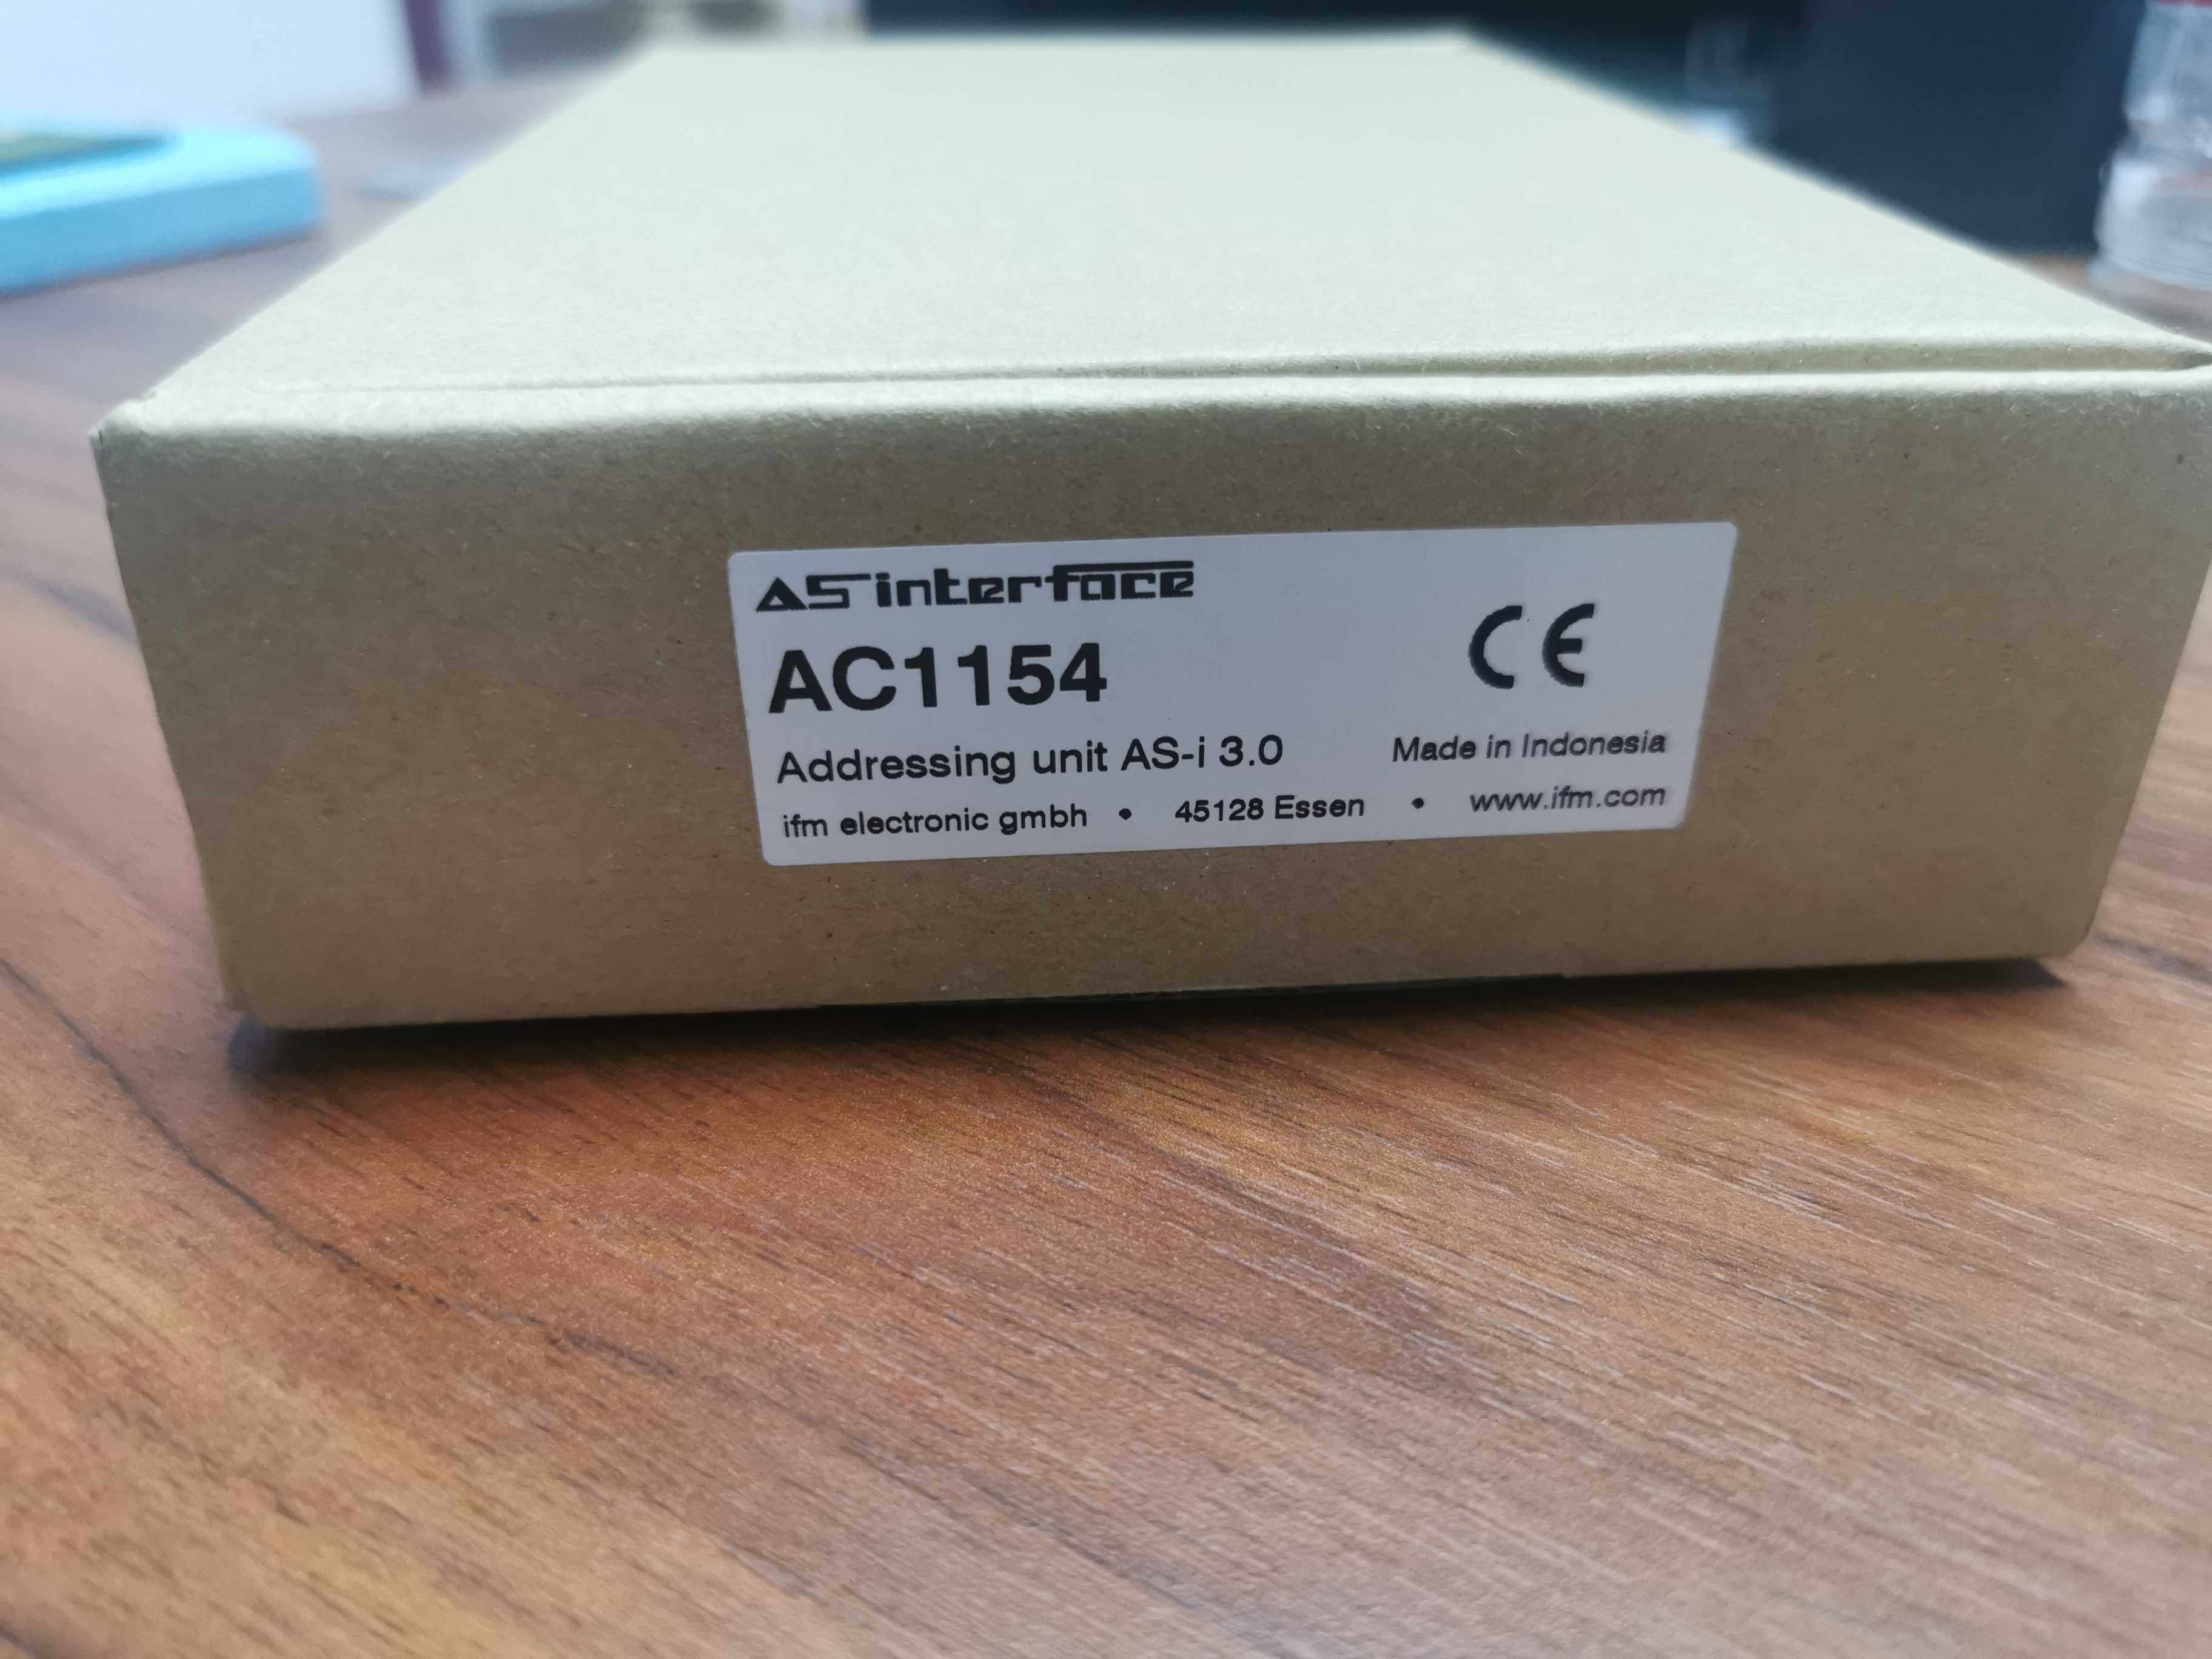 AS interface
AC1154
CE
Addressing unit AS-i 3.0
Made in Indonesia
ifm electronic gmbh • 45128 Essen • www.ifm.com